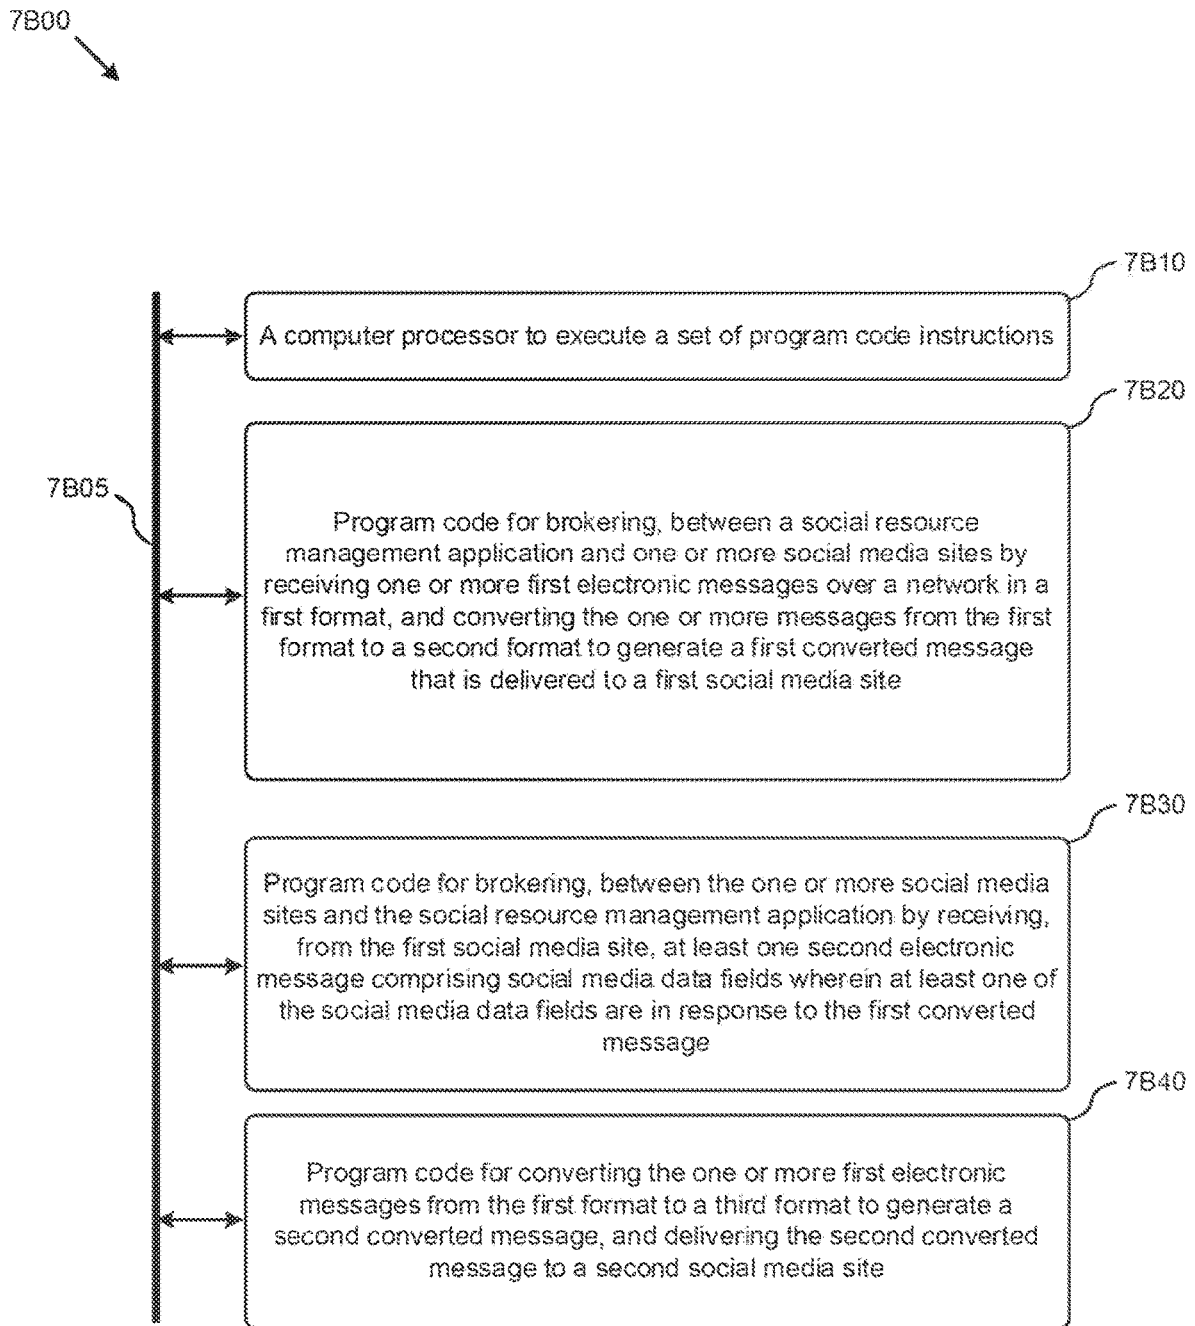 7B00
7B10
A computer processor to execute a set of program code instructions
7B20
7B05
Program code for brokering, between a social resource
management application and one or more social media sites by
receiving one or more first electronic messages over a network in a
first format, and converting the one or more messages from the first
format to a second format to generate a first converted message
that is delivered to a first social media site
7B30
Program code for brokering, between the one or more social media
sites and the social resource management application by receiving,
from the first social media site, at least one second electronic
message comprising social media data fields wherein at least one of
the social media data fields are in response to the first converted
message
7B40
Program code for converting the one or more first electronic
messages from the first format to a third format to generate a
second converted message, and delivering the second converted
message to a second social media site